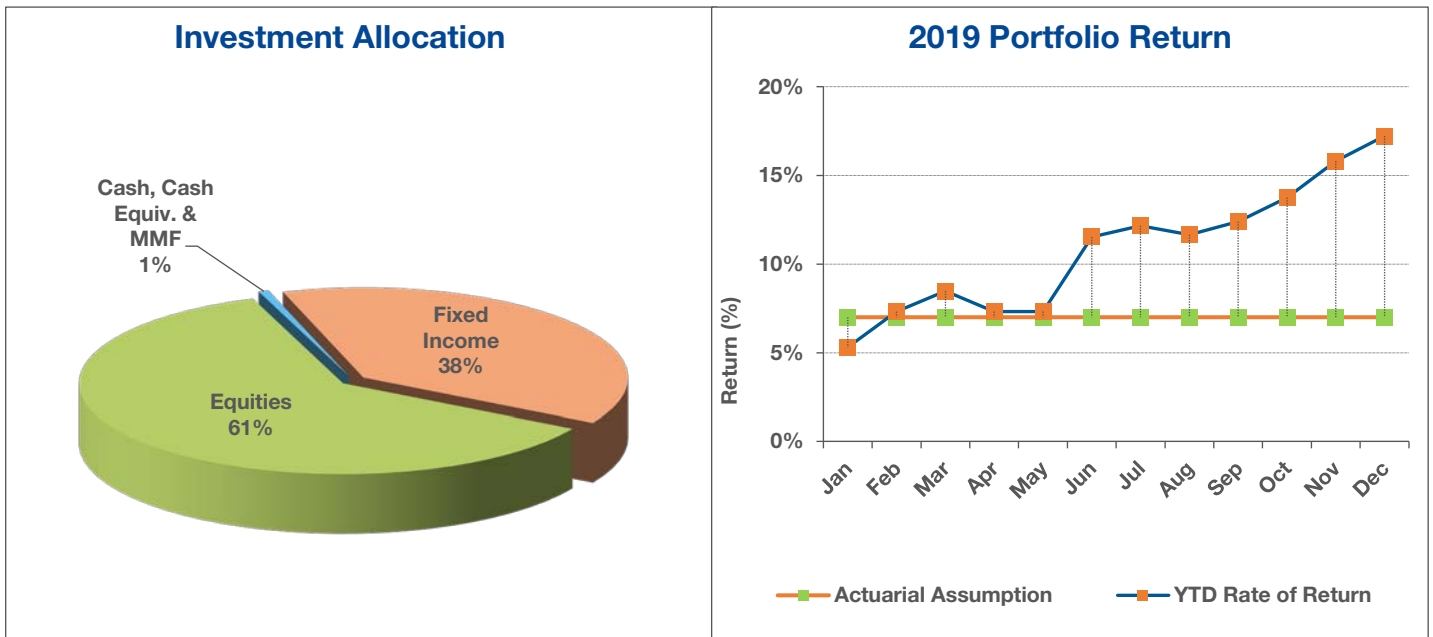 Investment Allocation
Cash, Cash
Equiv. &
MMF
1%
Fixed
Income
38%
Equities
61%
2019 Portfolio Return
Return (%)
20%
15%
10%
5%
0%
Jan Feb Mar Apr May Jun Jul Aug Sep Oct Nov Dec
Actuarial Assumption YTD Rate of Return